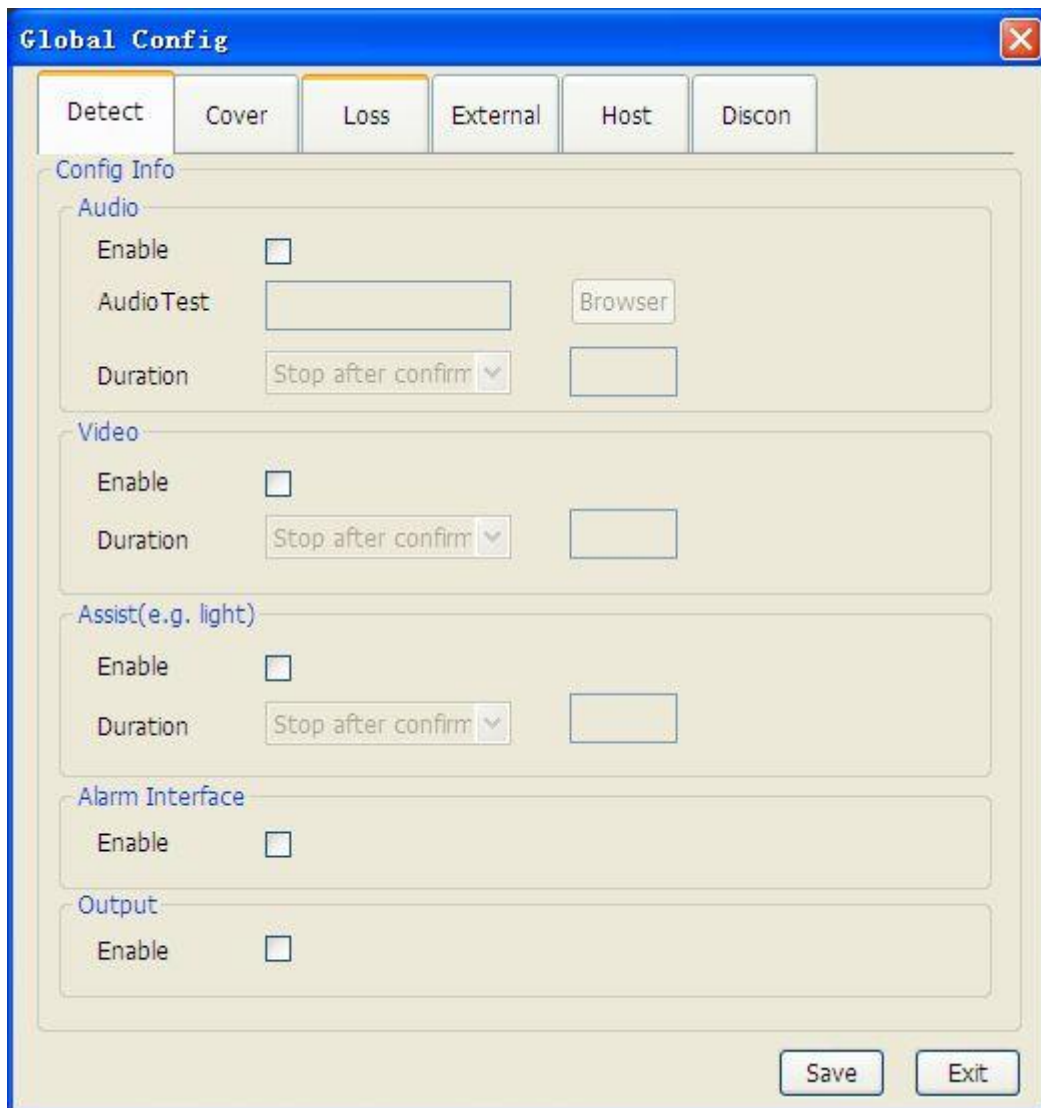 Global Config
Detect Cover Loss External Host Discon
Config Info
Audio
Enable
AudioTest Browser
Duration Stop after confirm
Video
Enable
Duration Stop after confirm
Assist(e.g. light)
Enable
Duration Stop after confirm
Alarm Interface
Enable
Output
Enable
Save Exit